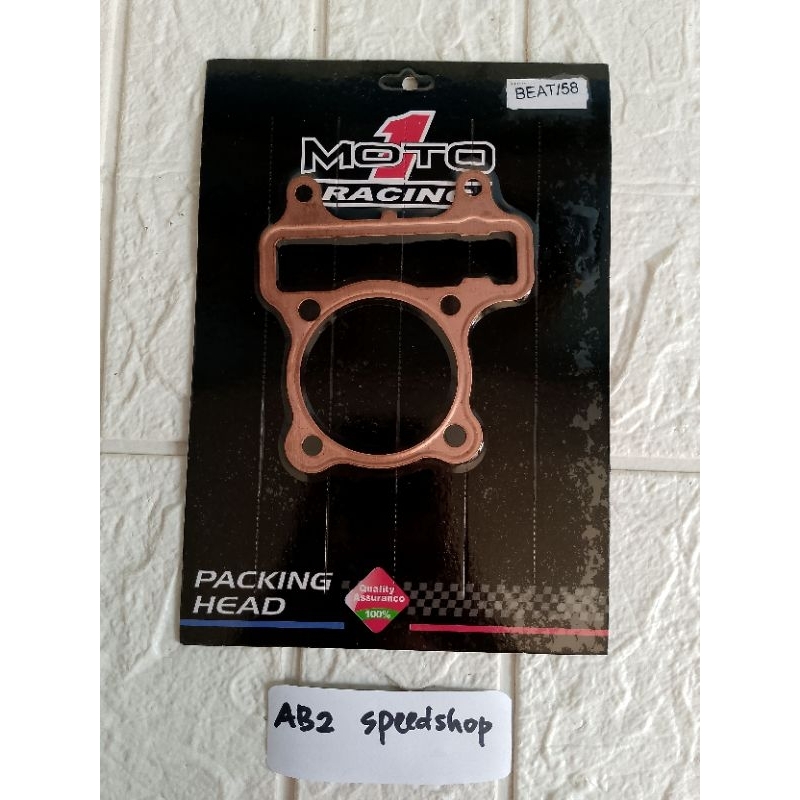 BEAT/58
MOTO 1
RACING
PACKING
HEAD
Quality
Assurance
100%
AB2 speedshop